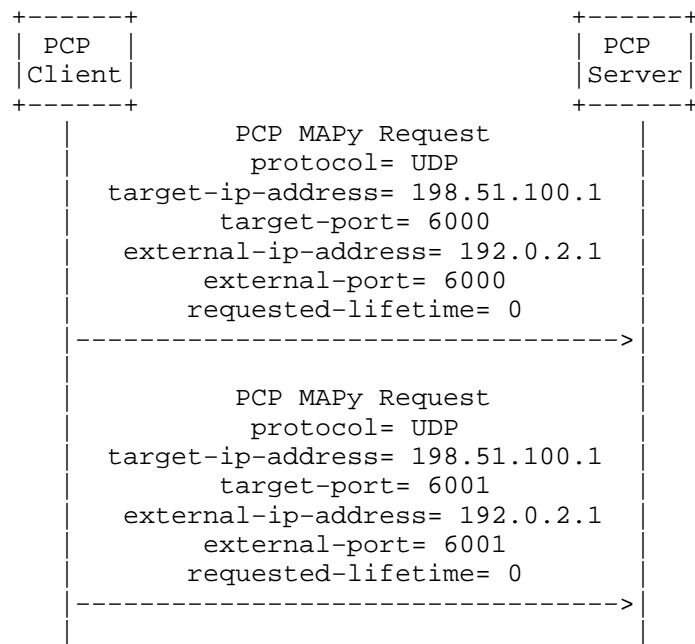 +------+ +------+
| PCP | | PCP |
|Client| |Server|
+------+ +------+
| PCP MAPy Request |
| protocol= UDP |
| target-ip-address= 198.51.100.1 |
| target-port= 6000 |
| external-ip-address= 192.0.2.1 |
| external-port= 6000 |
| requested-lifetime= 0 |
|----------------------------------->|
| |
| PCP MAPy Request |
| protocol= UDP |
| target-ip-address= 198.51.100.1 |
| target-port= 6001 |
| external-ip-address= 192.0.2.1 |
| external-port= 6001 |
| requested-lifetime= 0 |
|----------------------------------->|
| |